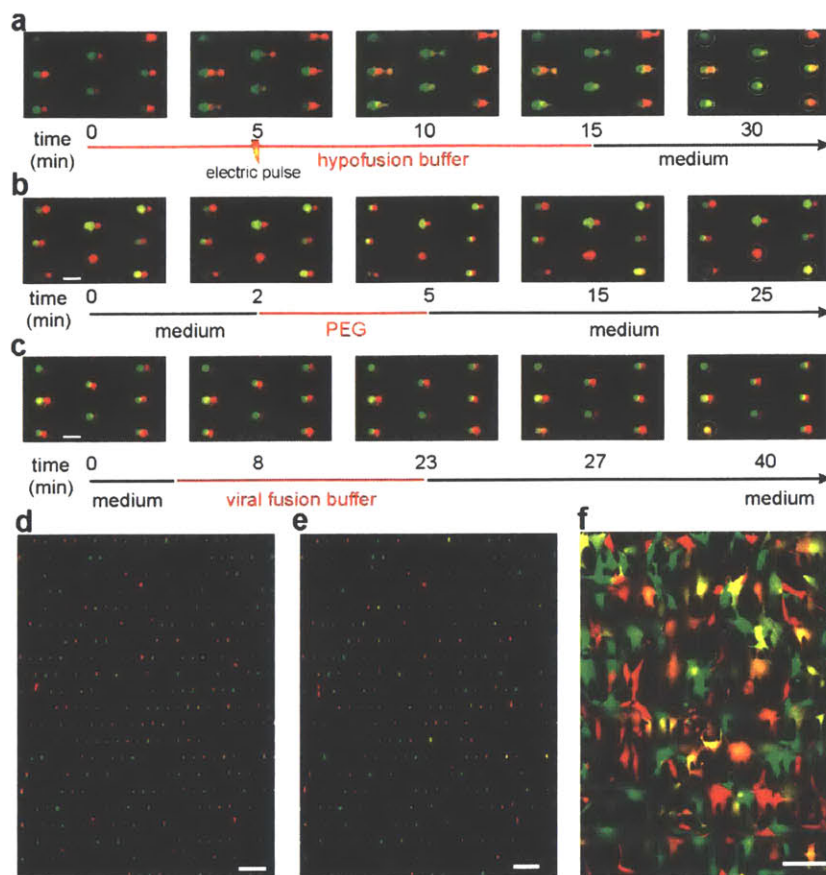 a
time
(min)
0 5 10 15 30
electric pulse
hypofusion buffer
medium
b
time
(min)
0 2 5 15 25
medium PEG medium
c
time
(min)
0 8 23 27 40
medium viral fusion buffer medium
d e f